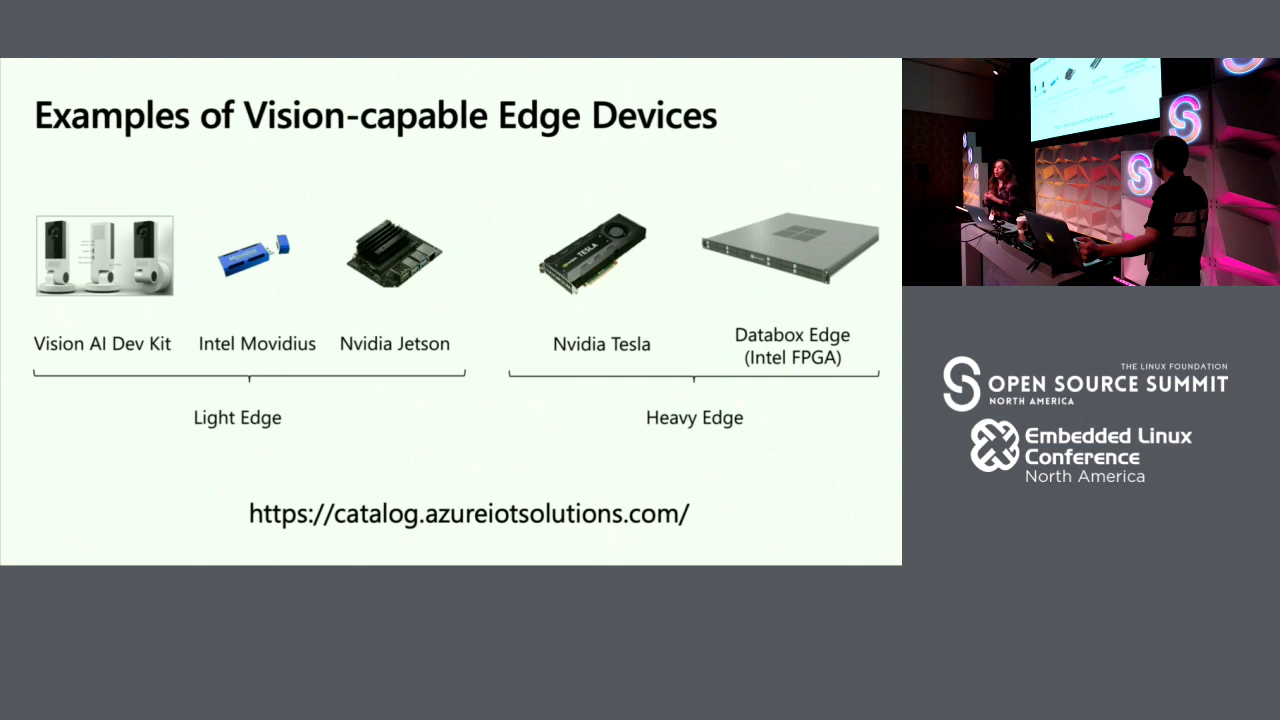 Examples of Vision-capable Edge Devices
TESLA
Vision AI Dev Kit
Intel Movidius
Nvidia Jetson
Nvidia Tesla
Databox Edge
(Intel FPGA)
Light Edge
Heavy Edge
https://catalog.azureiotsolutions.com/
THE LINUX FOUNDATION
OPEN SOURCE SUMMIT
NORTH AMERICA
Embedded Linux
Conference
North America